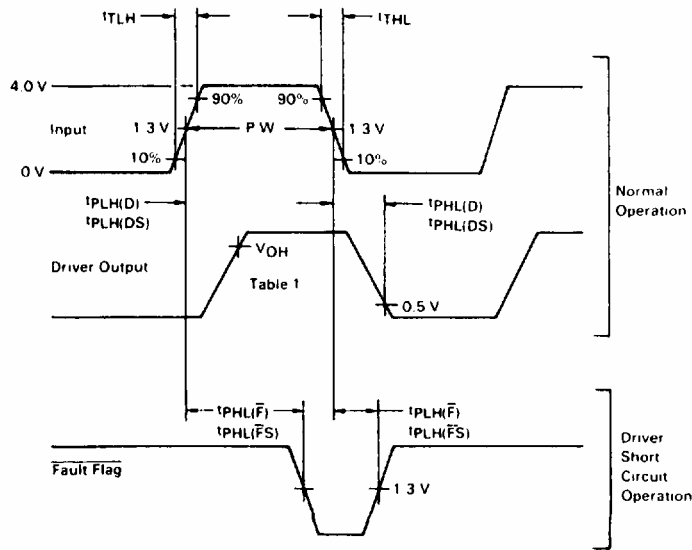 tTLH tTHL
4.0 V
90% 90%
Input 1 3 V P W 1 3 V
10% 10%
0 V
tPLH(D) tPHL(D)
tPLH(DS) tPHL(DS)
Normal
Operation
VOH
Driver Output Table 1
0.5 V
tPHL(F̅) tPLH(F̅)
tPHL(F̅S) tPLH(F̅S)
Driver
Short
Circuit
Operation
Fault Flag
1 3 V